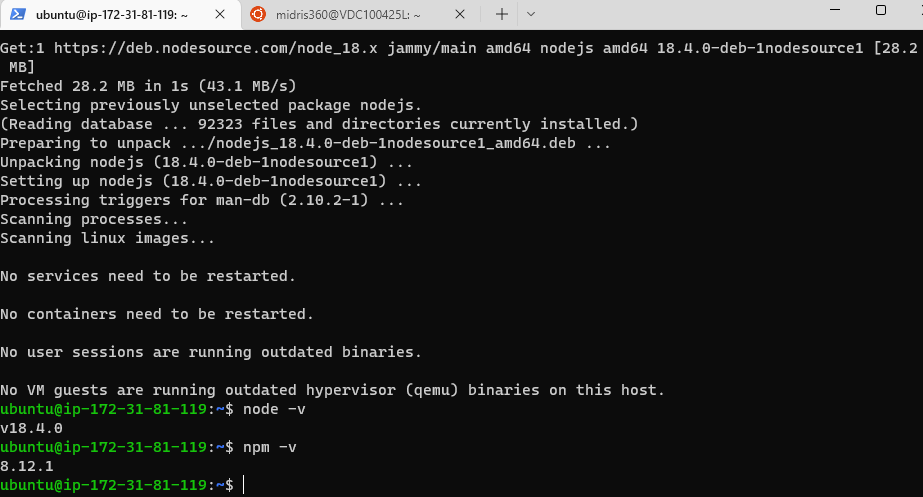 ubuntu@ip-172-31-81-119: ~
midris360@VDC100425L: ~
Get:1 https://deb.nodesource.com/node_18.x jammy/main amd64 nodejs amd64 18.4.0-deb-1nodesource1 [28.2
 MB]
Fetched 28.2 MB in 1s (43.1 MB/s)
Selecting previously unselected package nodejs.
(Reading database ... 92323 files and directories currently installed.)
Preparing to unpack .../nodejs_18.4.0-deb-1nodesource1_amd64.deb ...
Unpacking nodejs (18.4.0-deb-1nodesource1) ...
Setting up nodejs (18.4.0-deb-1nodesource1) ...
Processing triggers for man-db (2.10.2-1) ...
Scanning processes...
Scanning linux images...
No services need to be restarted.
No containers need to be restarted.
No user sessions are running outdated binaries.
No VM guests are running outdated hypervisor (qemu) binaries on this host.
ubuntu@ip-172-31-81-119:~$ node -v
v18.4.0
ubuntu@ip-172-31-81-119:~$ npm -v
8.12.1
ubuntu@ip-172-31-81-119:~$